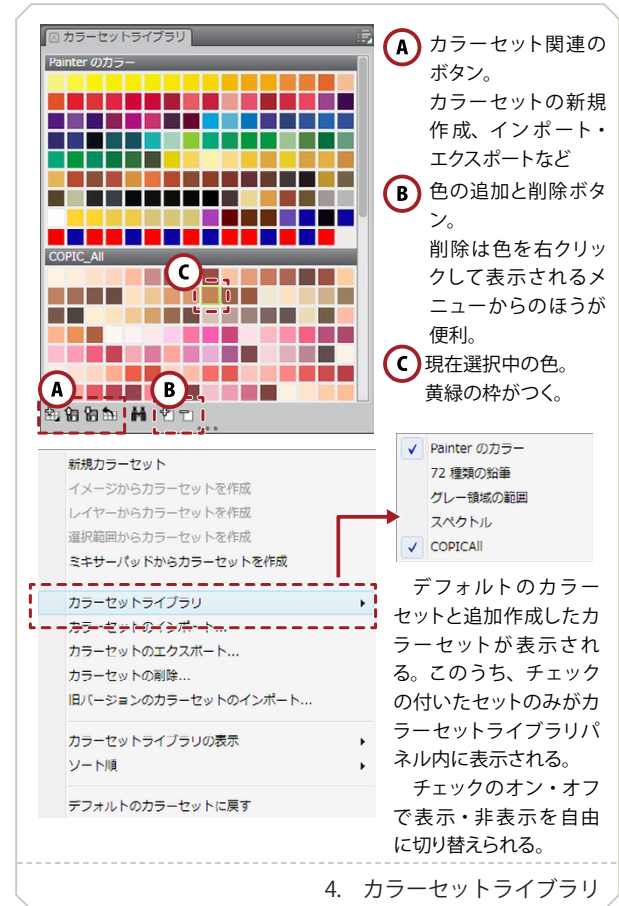 カラーセットライブラリ
Painter のカラー
COPIC_All
C
A
B
A カラーセット関連の
ボタン。
カラーセットの新規
作成、インポート・
エクスポートなど
B 色の追加と削除ボタ
ン。
削除は色を右クリッ
クして表示されるメ
ニューからのほうが
便利。
C 現在選択中の色。
黄緑の枠がつく。
新規カラーセット
イメージからカラーセットを作成
レイヤーからカラーセットを作成
選択範囲からカラーセットを作成
ミキサーパッドからカラーセットを作成
カラーセットライブラリ
カラーセットのインポート...
カラーセットのエクスポート...
カラーセットの削除...
旧バージョンのカラーセットのインポート...
カラーセットライブラリの表示
ソート順
デフォルトのカラーセットに戻す
Painter のカラー
72 種類の鉛筆
グレー領域の範囲
スペクトル
COPICAll
デフォルトのカラー
セットと追加作成したカ
ラーセットが表示され
る。このうち、チェック
の付いたセットのみがカ
ラーセットライブラリパ
ネル内に表示される。
チェックのオン・オフ
で表示・非表示を自由
に切り替えられる。
4. カラーセットライブラリ